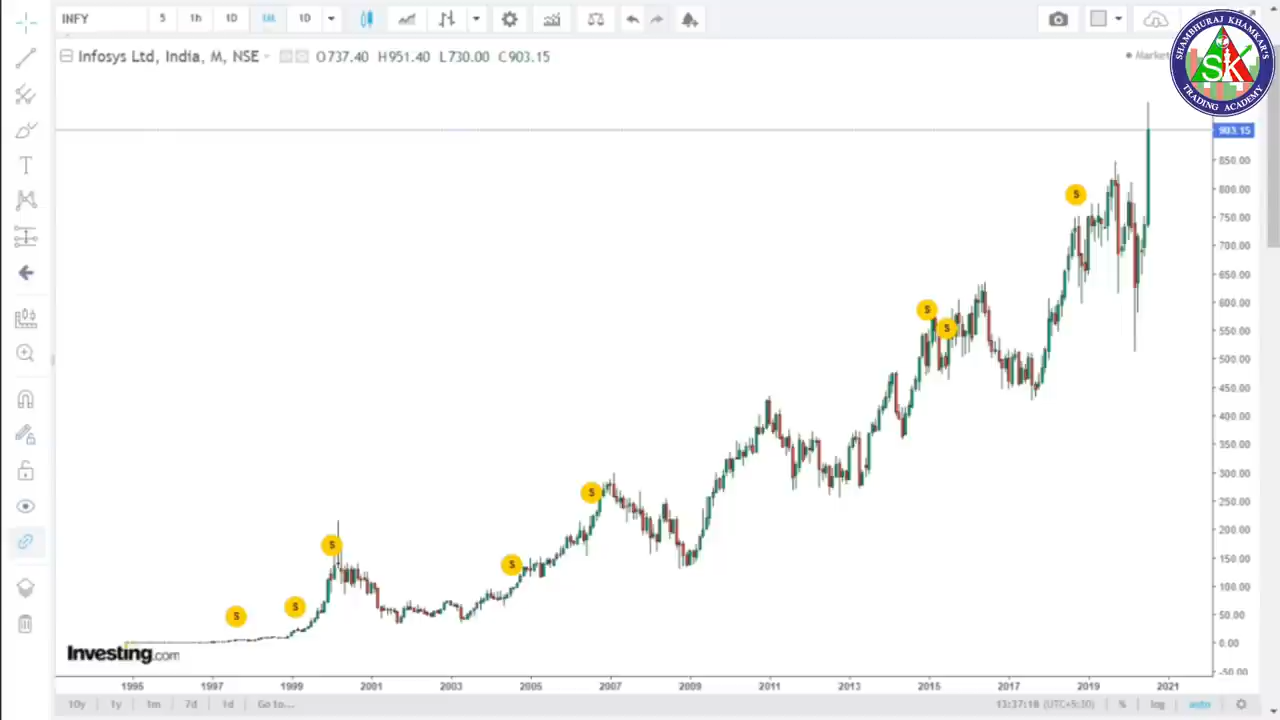 INFY 5 1h 1D 1M 1D
Infosys Ltd, India, M, NSE O737.40 H951.40 L730.00 C903.15
Market
SHAMBHURAJ KHAMKAR'S
SK
TRADING ACADEMY
903.15
850.00
800.00
750.00
700.00
650.00
600.00
550.00
500.00
450.00
400.00
350.00
300.00
250.00
200.00
150.00
100.00
50.00
0.00
-50.00
S
S
S
S
S
S
S
S
T
Investing.com
1995 1997 1999 2001 2003 2005 2007 2009 2011 2013 2015 2017 2019 2021
10y 1y 1m 7d 1d Go to... 13:37:18 (UTC+5:30) % log auto